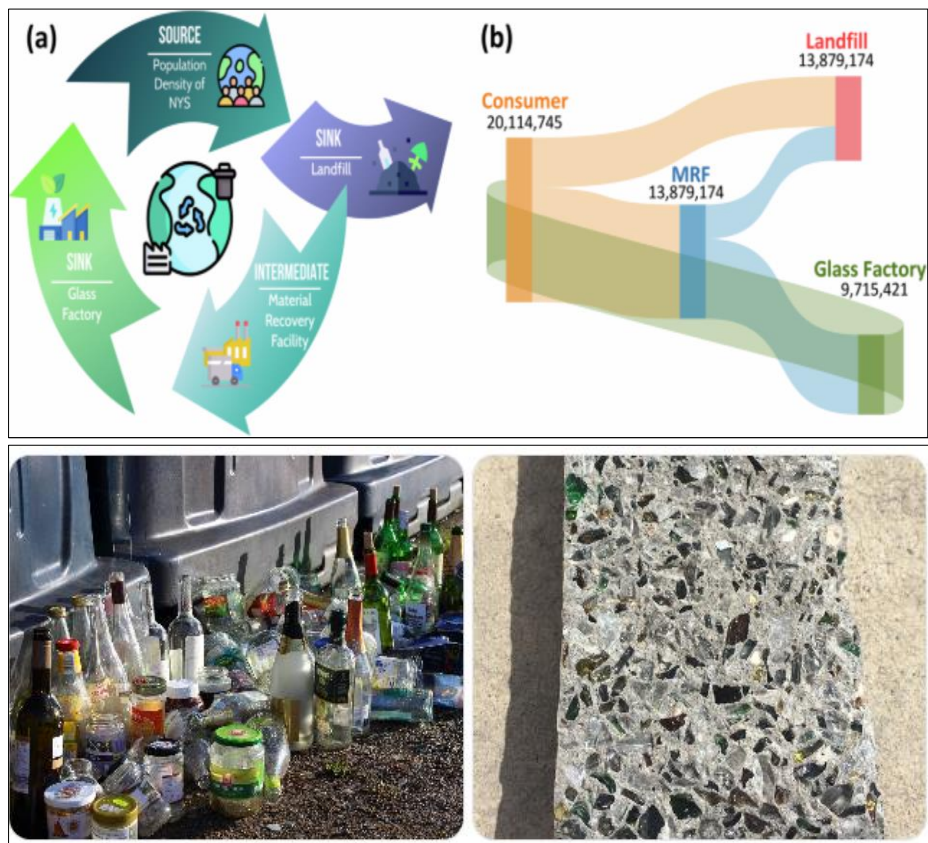 (a)
SOURCE
Population
Density of
NYS
SINK
Landfill
INTERMEDIATE
Material
Recovery
Facility
SINK
Glass
Factory
(b)
Landfill
13,879,174
Consumer
20,114,745
MRF
13,879,174
Glass Factory
9,715,421